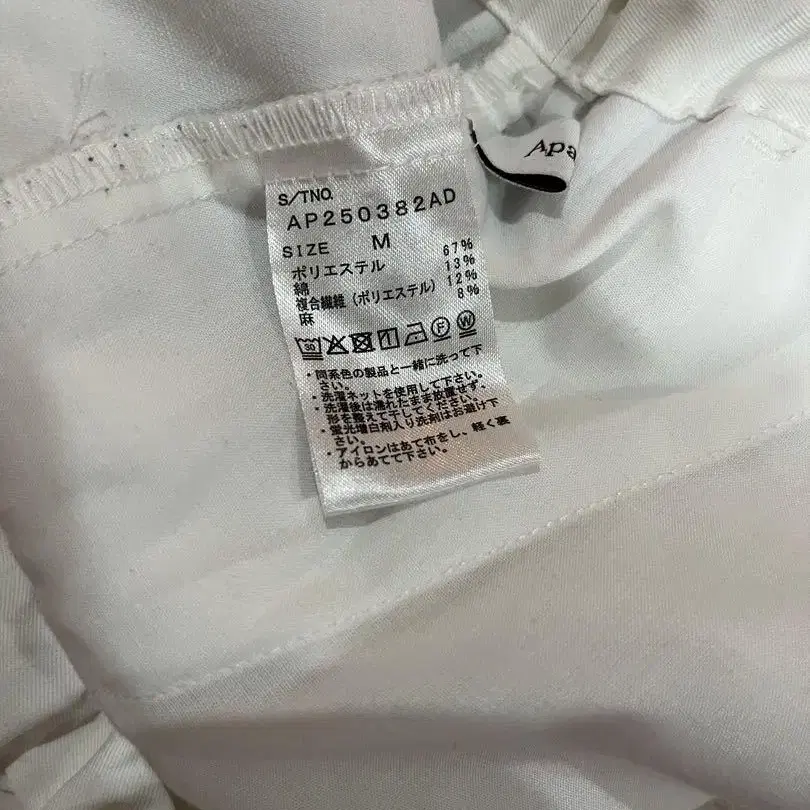 Apa
S/TNO.
AP250382AD
SIZE M
ポリエステル 67%
綿 13%
複合繊維(ポリエステル) 12%
麻 8%
30 F W
・同系色の製品と一緒に洗って下
さい。
・洗濯ネットを使用して下さい。
・洗濯後は濡れたまま放置せず、
形を整えて干してください。
・蛍光増白剤入り洗剤はお避け下
さい。
・アイロンはあて布をし、軽く裏
からあてて下さい。